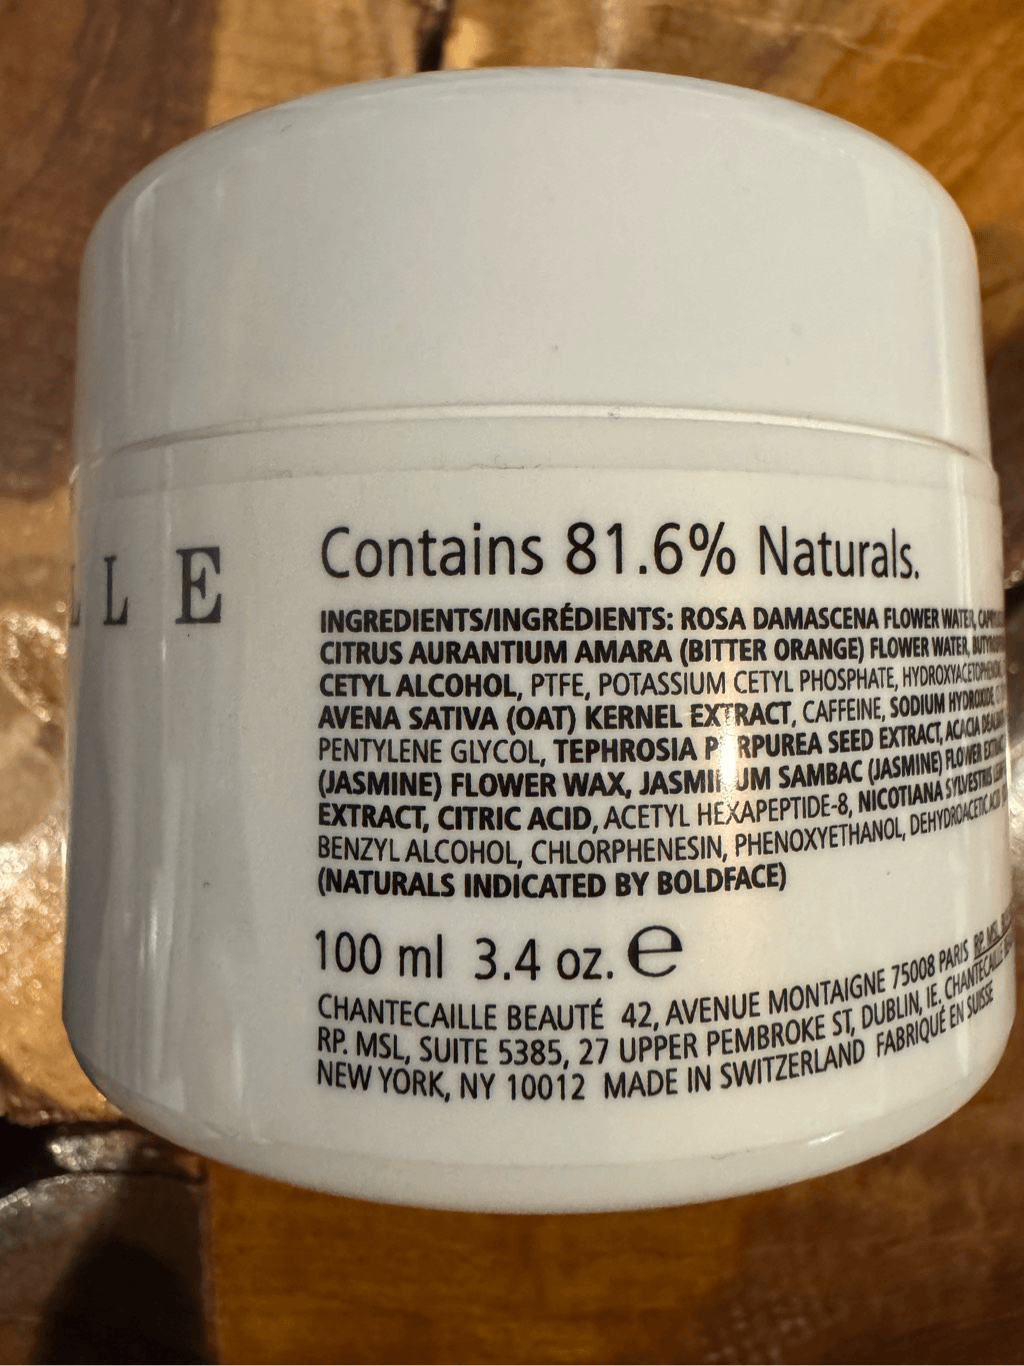 LLE
Contains 81.6% Naturals.
INGREDIENTS/INGRÉDIENTS: ROSA DAMASCENA FLOWER WATER,
CITRUS AURANTIUM AMARA (BITTER ORANGE) FLOWER WATER,
CETYL ALCOHOL, PTFE, POTASSIUM CETYL PHOSPHATE, HYDROXYACETOPHENONE,
AVENA SATIVA (OAT) KERNEL EXTRACT, CAFFEINE, SODIUM HYDROXIDE,
PENTYLENE GLYCOL, TEPHROSIA PURPUREA SEED EXTRACT, ACACIA
(JASMINE) FLOWER WAX, JASMINUM SAMBAC (JASMINE) FLOWER EXTRACT
EXTRACT, CITRIC ACID, ACETYL HEXAPEPTIDE-8, NICOTIANA SYLVESTRIS
BENZYL ALCOHOL, CHLORPHENESIN, PHENOXYETHANOL, DEHYDROACETIC ACID
(NATURALS INDICATED BY BOLDFACE)
100 ml 3.4 oz. e
CHANTECAILLE BEAUTÉ 42, AVENUE MONTAIGNE 75008 PARIS RP. MSL,
RP. MSL, SUITE 5385, 27 UPPER PEMBROKE ST, DUBLIN, IE. CHANTECAILLE
NEW YORK, NY 10012 MADE IN SWITZERLAND FABRIQUÉ EN SUISSE